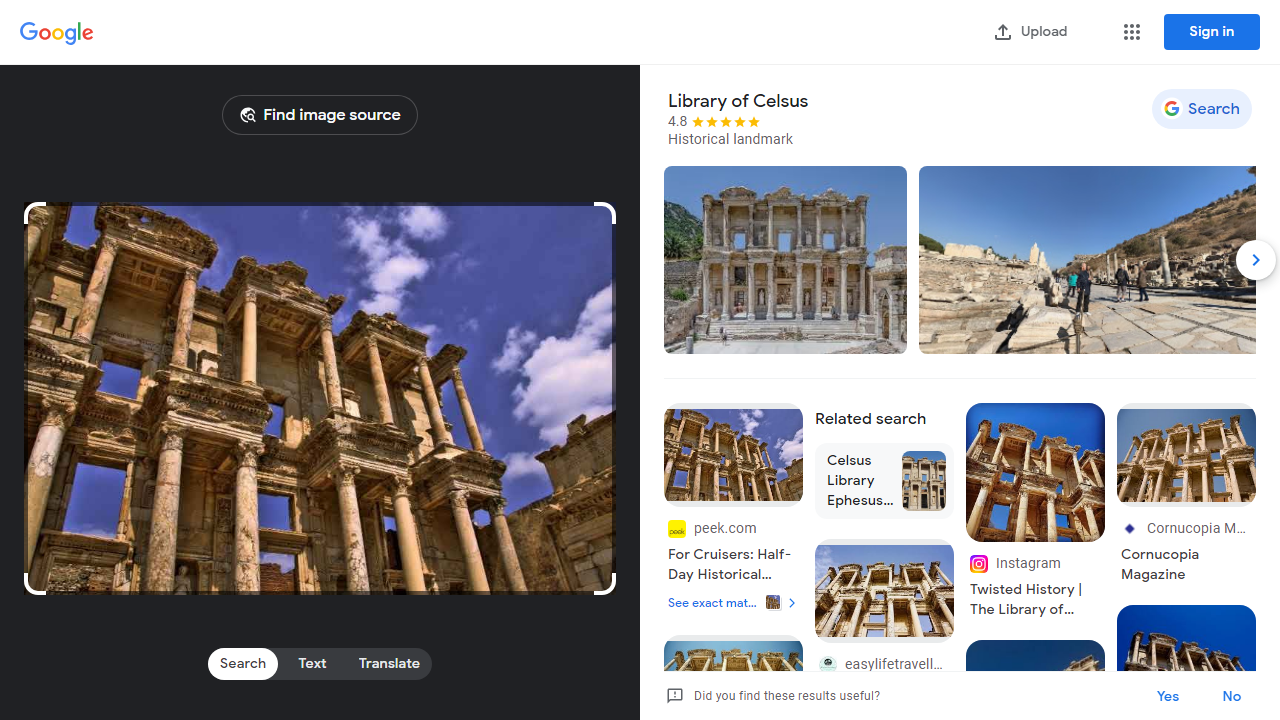 Google
Upload
Sign in
Find image source
Search
Text
Translate
Library of Celsus
4.8
Historical landmark
Search
peek
peek.com
For Cruisers: Half-
Day Historical...
See exact mat...
Related search
Celsus
Library
Ephesus...
easylifetravell...
Instagram
Twisted History |
The Library of...
Cornucopia M...
Cornucopia
Magazine
Did you find these results useful?
Yes
No